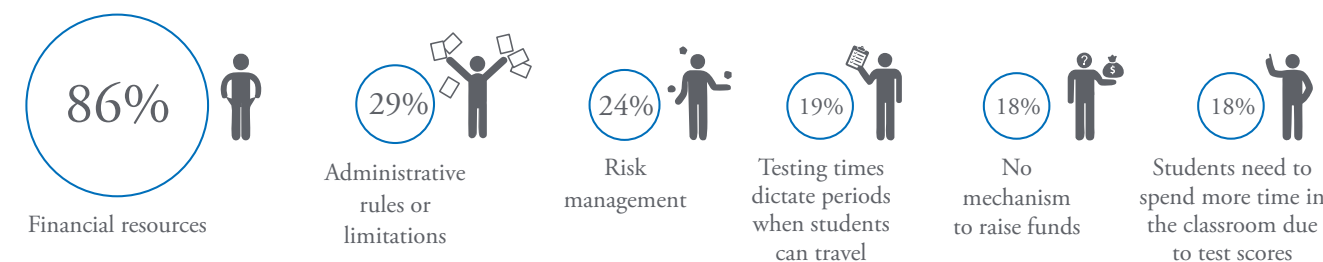 86%
Financial resources
29%
Administrative
rules or
limitations
24%
Risk
management
19%
Testing times
dictate periods
when students
can travel
?
$
18%
No
mechanism
to raise funds
18%
Students need to
spend more time in
the classroom due
to test scores